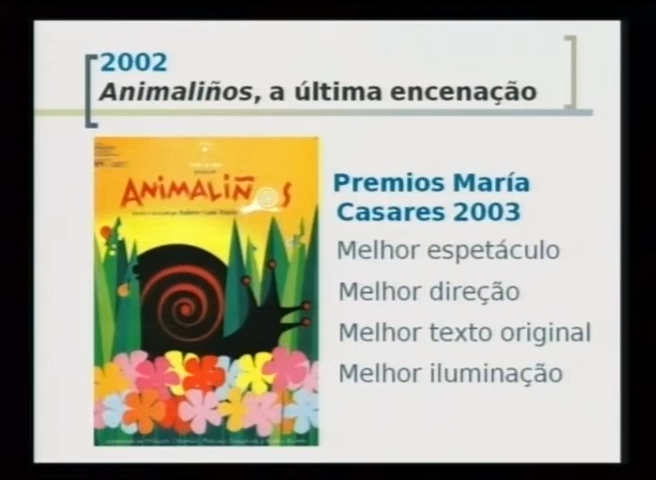 2002
Animaliños, a última encenação
ANIMALIÑOS
Premios María
Casares 2003
Melhor espetáculo
Melhor direção
Melhor texto original
Melhor iluminação